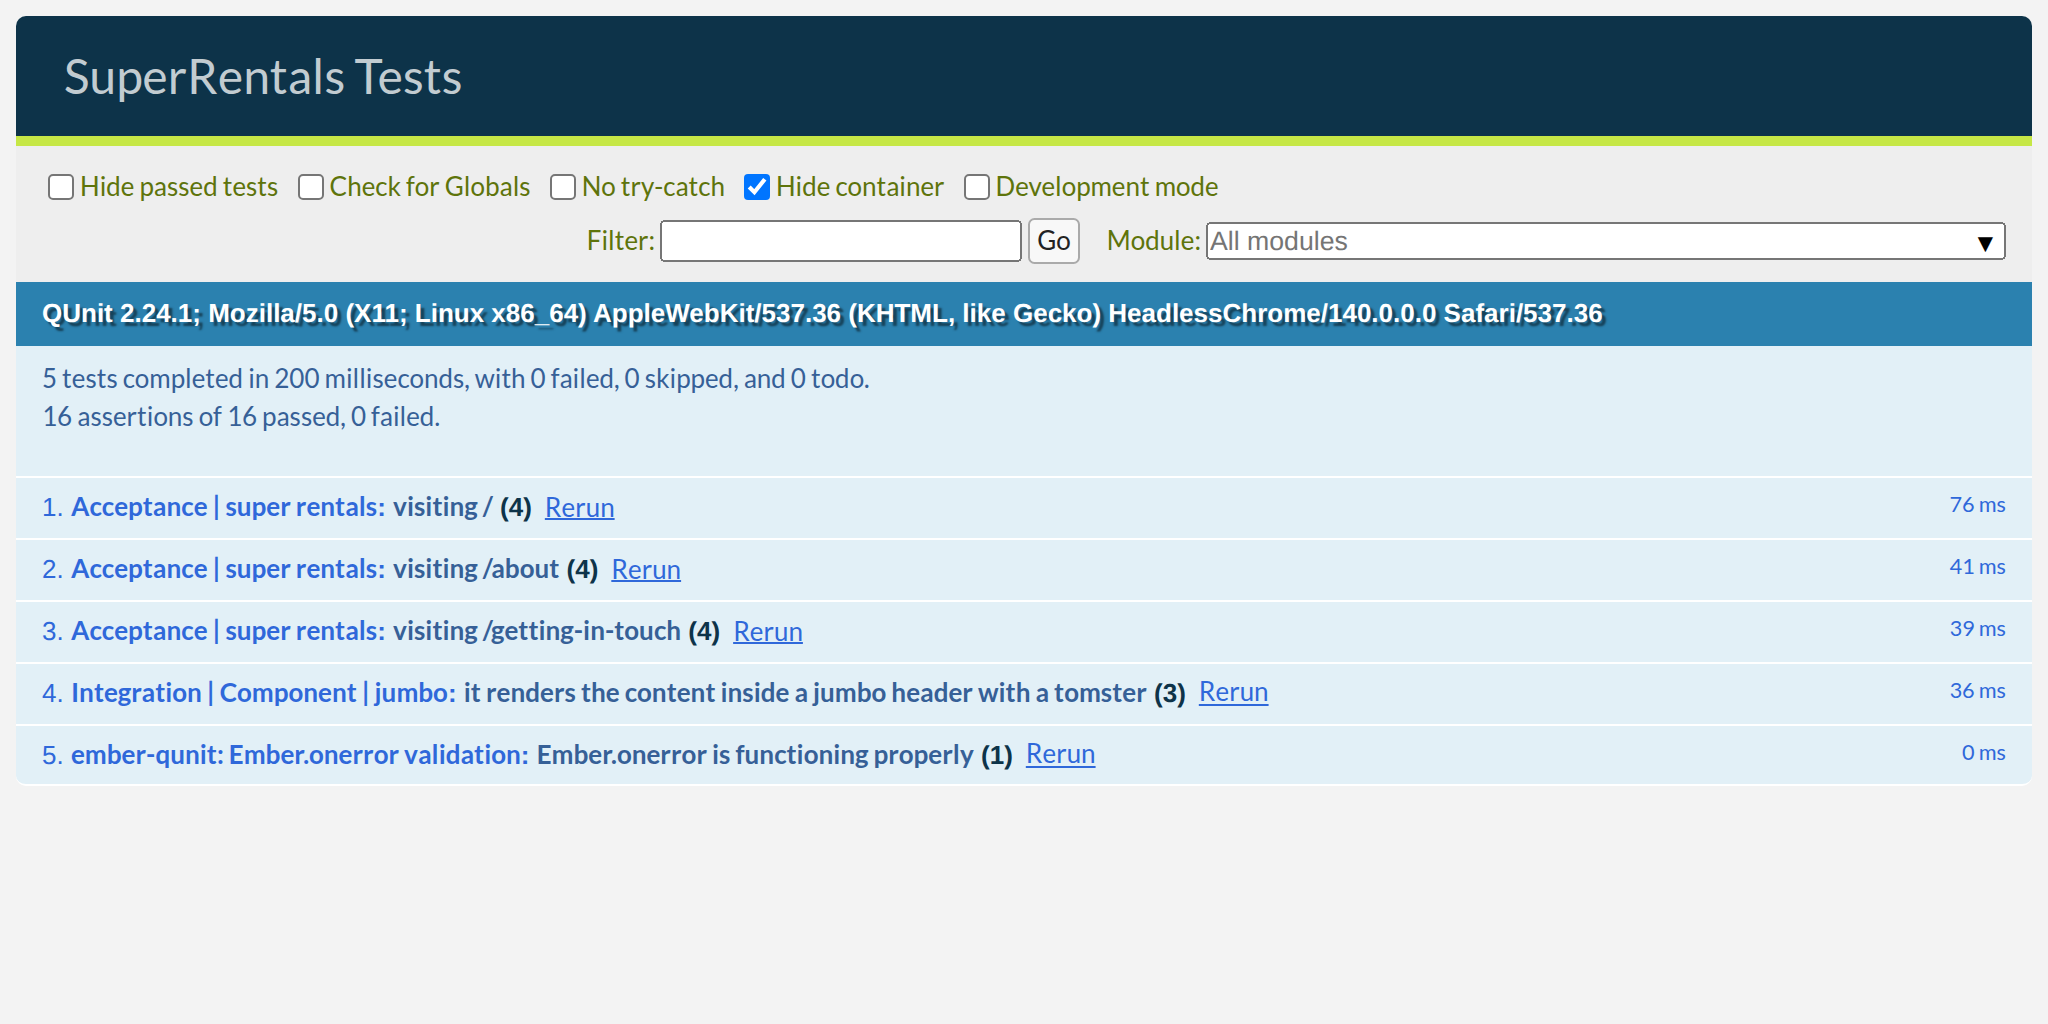 SuperRentals Tests
Hide passed tests Check for Globals No try-catch Hide container Development mode
Filter: Go Module: All modules ▼
QUnit 2.24.1; Mozilla/5.0 (X11; Linux x86_64) AppleWebKit/537.36 (KHTML, like Gecko) HeadlessChrome/140.0.0.0 Safari/537.36
5 tests completed in 200 milliseconds, with 0 failed, 0 skipped, and 0 todo.
16 assertions of 16 passed, 0 failed.
1. Acceptance | super rentals: visiting / (4) Rerun 76 ms
2. Acceptance | super rentals: visiting /about (4) Rerun 41 ms
3. Acceptance | super rentals: visiting /getting-in-touch (4) Rerun 39 ms
4. Integration | Component | jumbo: it renders the content inside a jumbo header with a tomster (3) Rerun 36 ms
5. ember-qunit: Ember.onerror validation: Ember.onerror is functioning properly (1) Rerun 0 ms